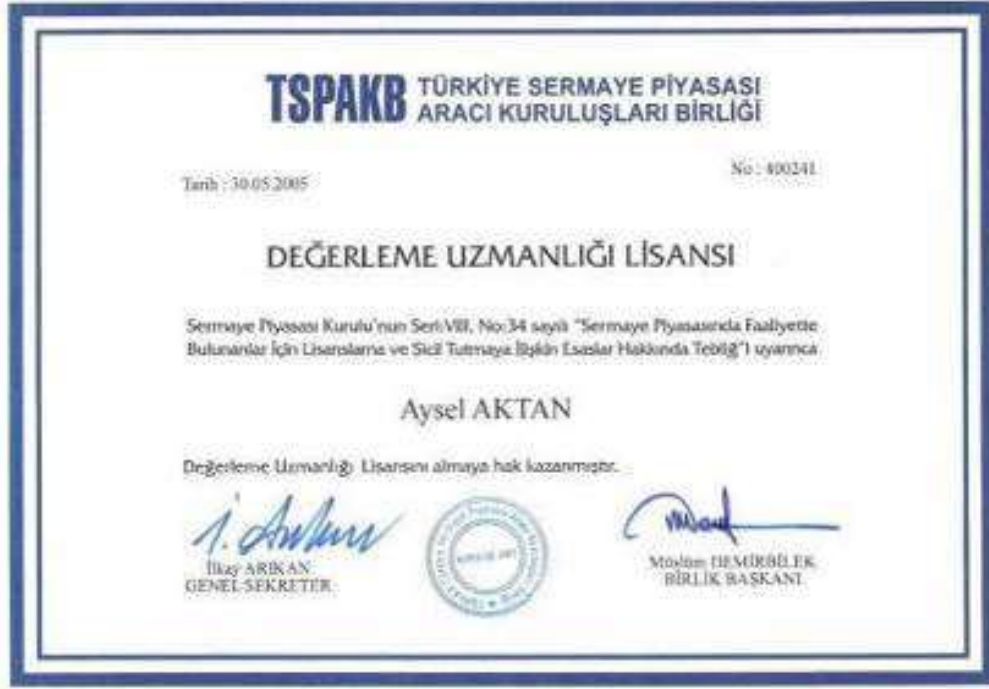 TSPAKB TÜRKİYE SERMAYE PİYASASI
ARACI KURULUŞLARI BİRLİĞİ
Tarih : 30.05.2005
No : 400241
DEĞERLEME UZMANLIĞI LİSANSI
Sermaye Piyasası Kurulu'nun Seri:VIII, No:34 sayılı "Sermaye Piyasasında Faaliyette
Bulunanlar İçin Lisanslama ve Sicil Tutmaya İlişkin Esaslar Hakkında Tebliğ"i uyarınca
Aysel AKTAN
Değerleme Uzmanlığı Lisansını almaya hak kazanmıştır.
İlkay ARIKAN
GENEL SEKRETER
Müslüm DEMİRBİLEK
BİRLİK BAŞKANI